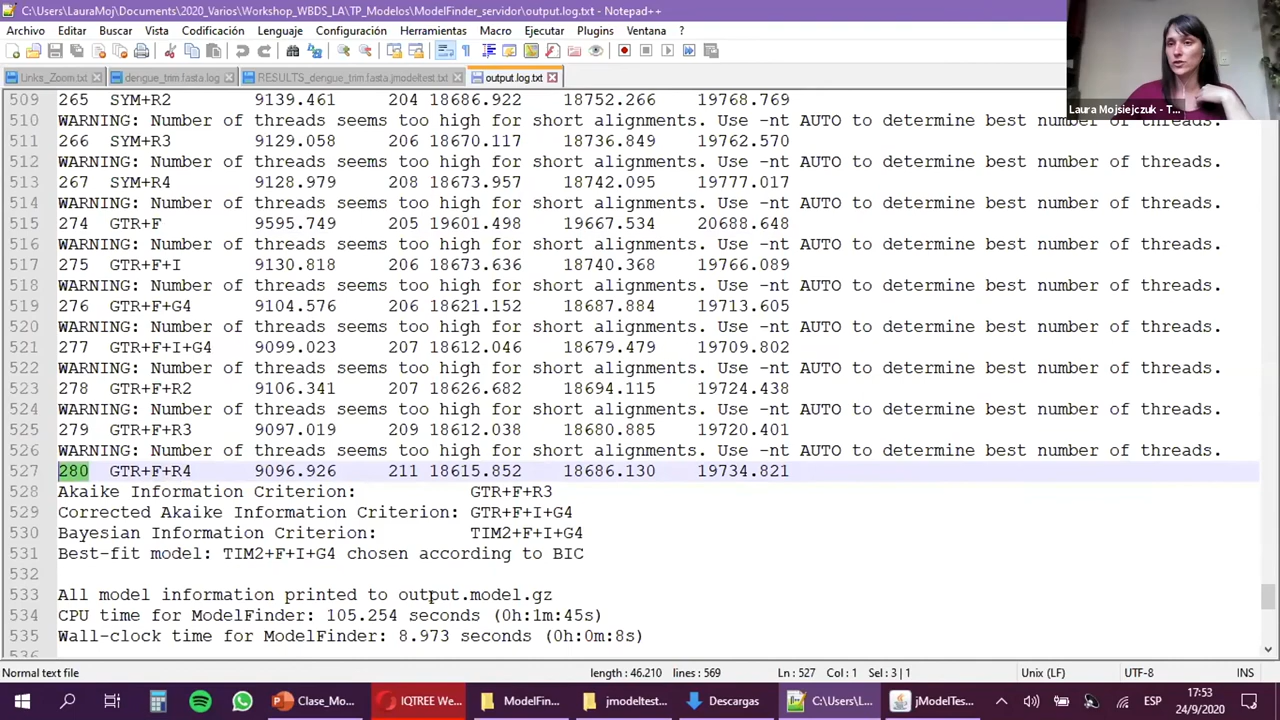 C:\Users\LauraMoj\Documents\2020_Varios\Workshop_WBDS_LA\TP_Modelos\ModelFinder_servidor\output.log.txt - Notepad++
Archivo Editar Buscar Vista Codificación Lenguaje Configuración Herramientas Macro Ejecutar Plugins Ventana ?
Laura Mojsiejczuk - T...
Links_Zoom.txt dengue_trim fasta.log RESULTS_dengue_trim fasta.jmodeltest.txt output.log.txt
509 265 SYM+R2 9139.461 204 18686.922 18752.266 19768.769
510 WARNING: Number of threads seems too high for short alignments. Use -nt AUTO to determine best number of threads.
511 266 SYM+R3 9129.058 206 18670.117 18736.849 19762.570
512 WARNING: Number of threads seems too high for short alignments. Use -nt AUTO to determine best number of threads.
513 267 SYM+R4 9128.979 208 18673.957 18742.095 19777.017
514 WARNING: Number of threads seems too high for short alignments. Use -nt AUTO to determine best number of threads.
515 274 GTR+F 9595.749 205 19601.498 19667.534 20688.648
516 WARNING: Number of threads seems too high for short alignments. Use -nt AUTO to determine best number of threads.
517 275 GTR+F+I 9130.818 206 18673.636 18740.368 19766.089
518 WARNING: Number of threads seems too high for short alignments. Use -nt AUTO to determine best number of threads.
519 276 GTR+F+G4 9104.576 206 18621.152 18687.884 19713.605
520 WARNING: Number of threads seems too high for short alignments. Use -nt AUTO to determine best number of threads.
521 277 GTR+F+I+G4 9099.023 207 18612.046 18679.479 19709.802
522 WARNING: Number of threads seems too high for short alignments. Use -nt AUTO to determine best number of threads.
523 278 GTR+F+R2 9106.341 207 18626.682 18694.115 19724.438
524 WARNING: Number of threads seems too high for short alignments. Use -nt AUTO to determine best number of threads.
525 279 GTR+F+R3 9097.019 209 18612.038 18680.885 19720.401
526 WARNING: Number of threads seems too high for short alignments. Use -nt AUTO to determine best number of threads.
527 280 GTR+F+R4 9096.926 211 18615.852 18686.130 19734.821
528 Akaike Information Criterion: GTR+F+R3
529 Corrected Akaike Information Criterion: GTR+F+I+G4
530 Bayesian Information Criterion: TIM2+F+I+G4
531 Best-fit model: TIM2+F+I+G4 chosen according to BIC
532
533 All model information printed to output.model.gz
534 CPU time for ModelFinder: 105.254 seconds (0h:1m:45s)
535 Wall-clock time for ModelFinder: 8.973 seconds (0h:0m:8s)
536
Normal text file length : 46.210 lines : 569 Ln : 527 Col : 1 Sel : 3 | 1 Unix (LF) UTF-8 INS
Clase_Mo... IQTREE We... ModelFin... jmodeltest... Descargas C:\Users\L... jModelTes... ESP 17:53
24/9/2020